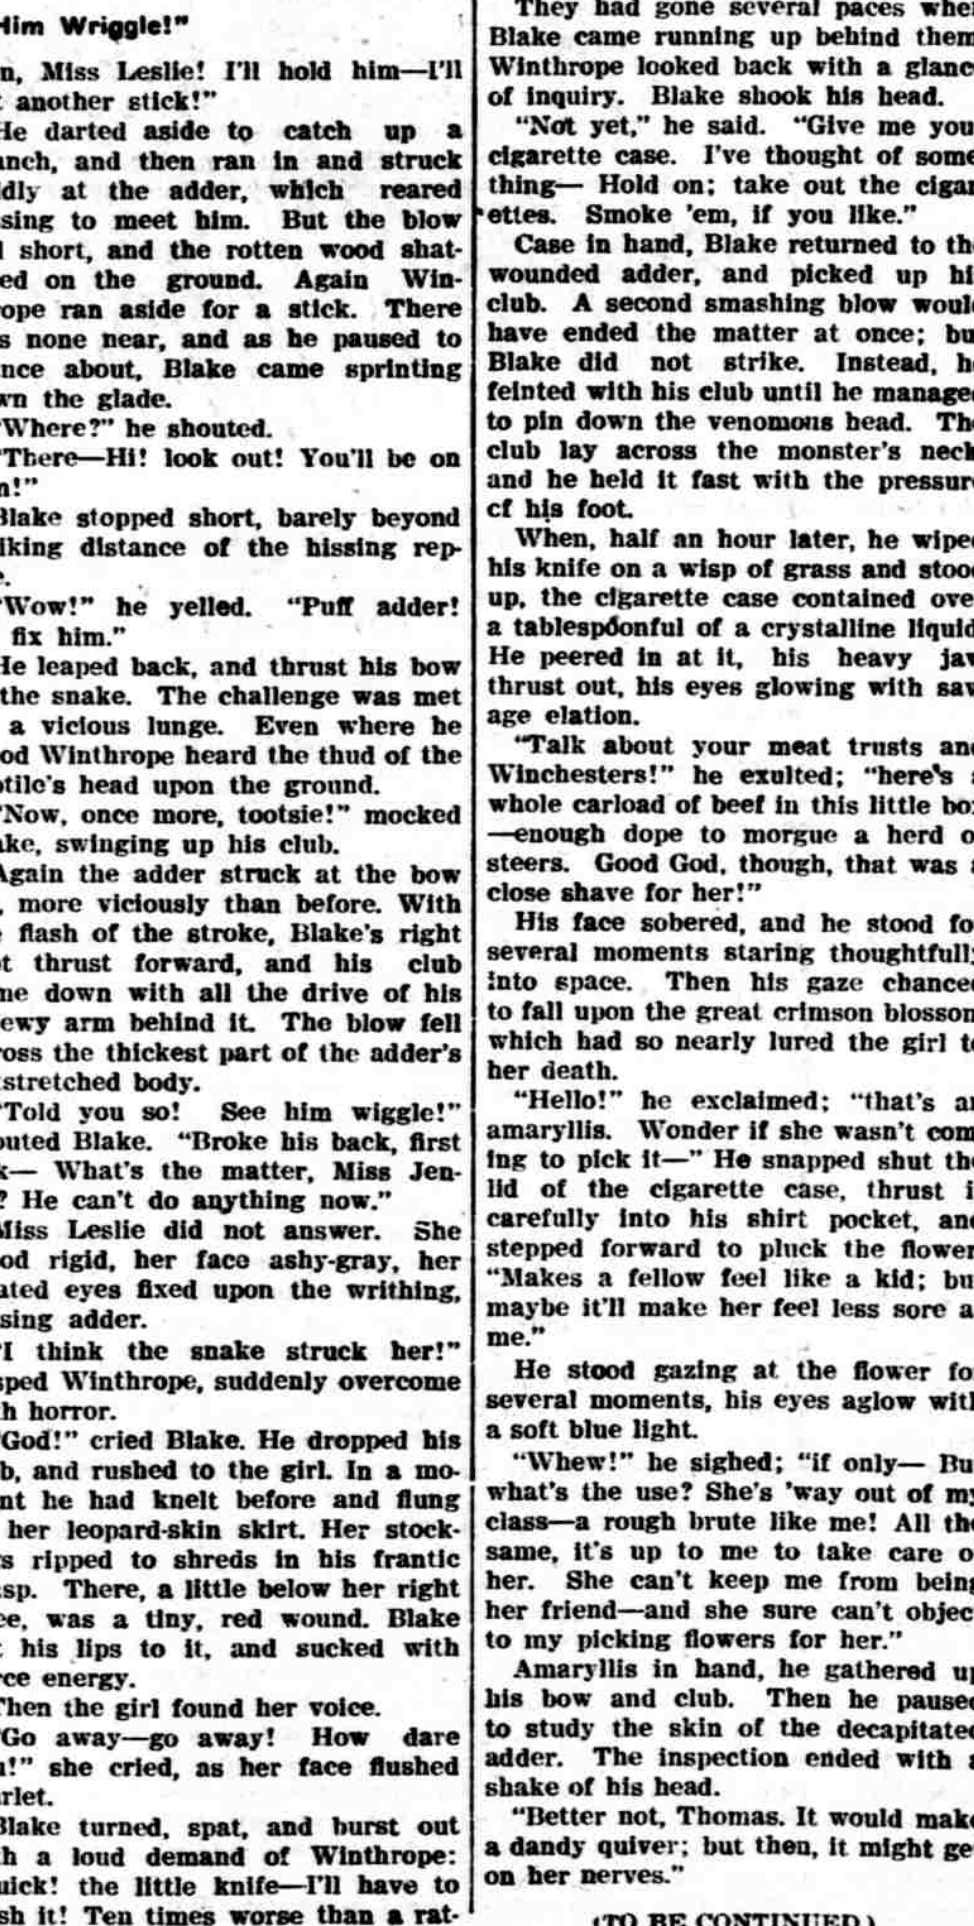 Him Wriggle!"
n, Miss Leslie! I'll hold him—I'll
another stick!"
He darted aside to catch up a
anch, and then ran in and struck
dly at the adder, which reared
sing to meet him. But the blow
l short, and the rotten wood shat-
ed on the ground. Again Win-
ope ran aside for a stick. There
s none near, and as he paused to
nce about, Blake came sprinting
wn the glade.
"Where?" he shouted.
"There—Hi! look out! You'll be on
n!"
Blake stopped short, barely beyond
iking distance of the hissing rep-
e.
"Wow!" he yelled. "Puff adder!
fix him."
He leaped back, and thrust his bow
the snake. The challenge was met
a vicious lunge. Even where he
od Winthrope heard the thud of the
ptile's head upon the ground.
"Now, once more, tootsie!" mocked
ake, swinging up his club.
Again the adder struck at the bow
, more viciously than before. With
e flash of the stroke, Blake's right
ot thrust forward, and his club
me down with all the drive of his
ewy arm behind it. The blow fell
ross the thickest part of the adder's
tstretched body.
"Told you so! See him wiggle!"
outed Blake. "Broke his back, first
k— What's the matter, Miss Jen-
? He can't do anything now."
Miss Leslie did not answer. She
od rigid, her face ashy-gray, her
ated eyes fixed upon the writhing,
sing adder.
"I think the snake struck her!"
sped Winthrope, suddenly overcome
h horror.
"God!" cried Blake. He dropped his
b, and rushed to the girl. In a mo-
nt he had knelt before and flung
her leopard-skin skirt. Her stock-
s ripped to shreds in his frantic
asp. There, a little below her right
ee, was a tiny, red wound. Blake
t his lips to it, and sucked with
rce energy.
Then the girl found her voice.
"Go away—go away! How dare
u!" she cried, as her face flushed
rlet.
Blake turned, spat, and burst out
h a loud demand of Winthrope:
uick! the little knife—I'll have to
sh it! Ten times worse than a rat-
They had gone several paces when
Blake came running up behind them
Winthrope looked back with a glance
of inquiry. Blake shook his head.
"Not yet," he said. "Give me you
cigarette case. I've thought of some
thing— Hold on; take out the cigar
ettes. Smoke 'em, if you like."
Case in hand, Blake returned to the
wounded adder, and picked up hi
club. A second smashing blow would
have ended the matter at once; bu
Blake did not strike. Instead, he
feinted with his club until he managed
to pin down the venomous head. The
club lay across the monster's neck
and he held it fast with the pressure
cf his foot.
When, half an hour later, he wiped
his knife on a wisp of grass and stood
up, the cigarette case contained ove
a tablespoonful of a crystalline liquid
He peered in at it, his heavy jaw
thrust out, his eyes glowing with sav
age elation.
"Talk about your meat trusts and
Winchesters!" he exulted; "here's a
whole carload of beef in this little box
—enough dope to morgue a herd o
steers. Good God, though, that was a
close shave for her!"
His face sobered, and he stood fo
several moments staring thoughtfully
into space. Then his gaze chanced
to fall upon the great crimson blossom
which had so nearly lured the girl to
her death.
"Hello!" he exclaimed; "that's an
amaryllis. Wonder if she wasn't com
ing to pick it—" He snapped shut the
lid of the cigarette case, thrust i
carefully into his shirt pocket, and
stepped forward to pluck the flower
"Makes a fellow feel like a kid; bu
maybe it'll make her feel less sore a
me."
He stood gazing at the flower fo
several moments, his eyes aglow with
a soft blue light.
"Whew!" he sighed; "if only— Bu
what's the use? She's 'way out of my
class—a rough brute like me! All the
same, it's up to me to take care o
her. She can't keep me from being
her friend—and she sure can't objec
to my picking flowers for her."
Amaryllis in hand, he gathered up
his bow and club. Then he paused
to study the skin of the decapitated
adder. The inspection ended with a
shake of his head.
"Better not, Thomas. It would make
a dandy quiver; but then, it might ge
on her nerves."
(TO BE CONTINUED.)